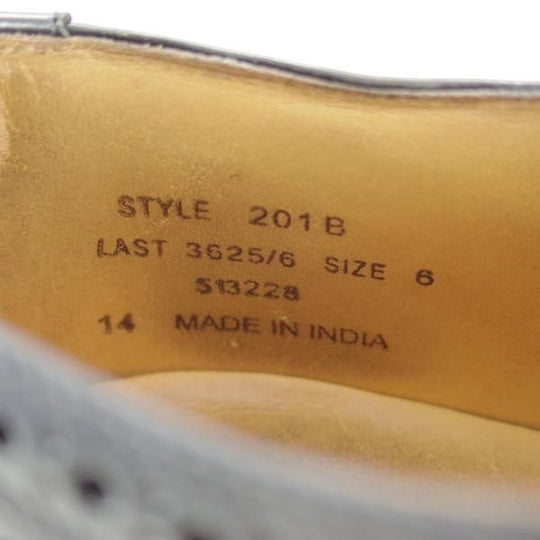 STYLE 201B
LAST 3625/6 SIZE 6
513228
14 MADE IN INDIA